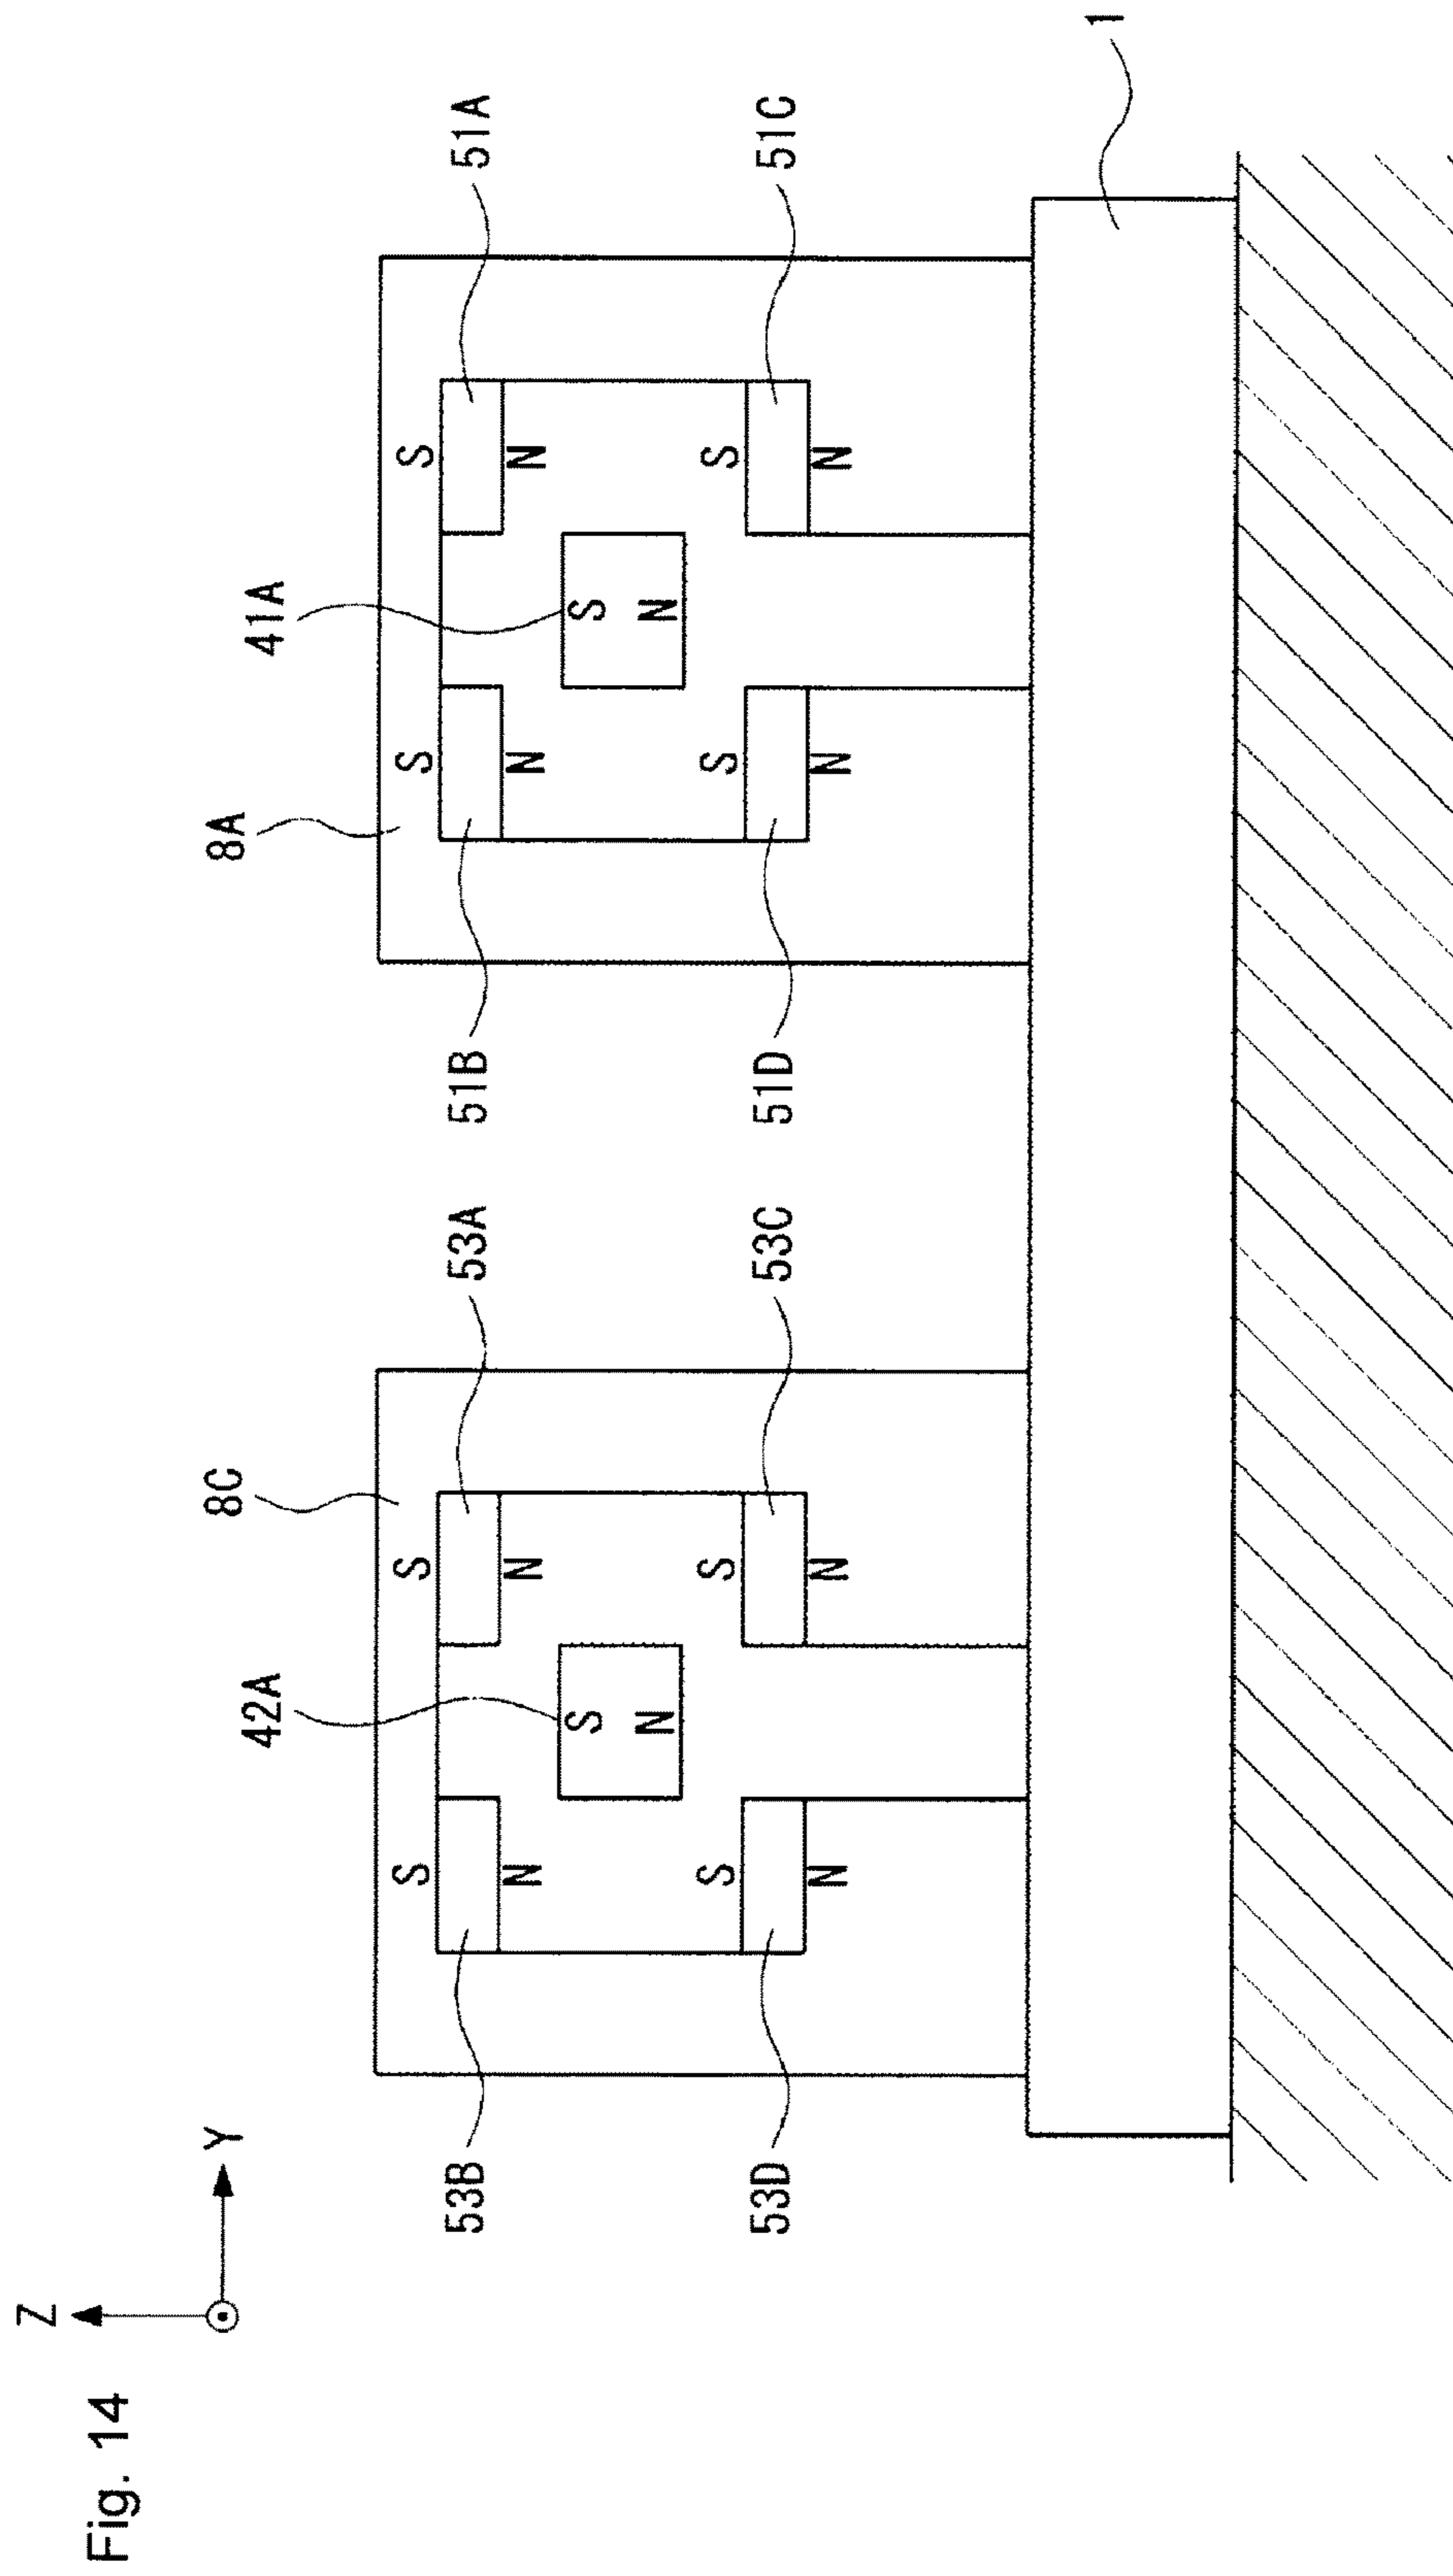 Z
Fig. 14
Y 8C 8A
42A 41A
S S S S
53B 53A 51B 51A
N N N N
S S
N N
S S S S
53D 53C 51D 51C
N N N N
1